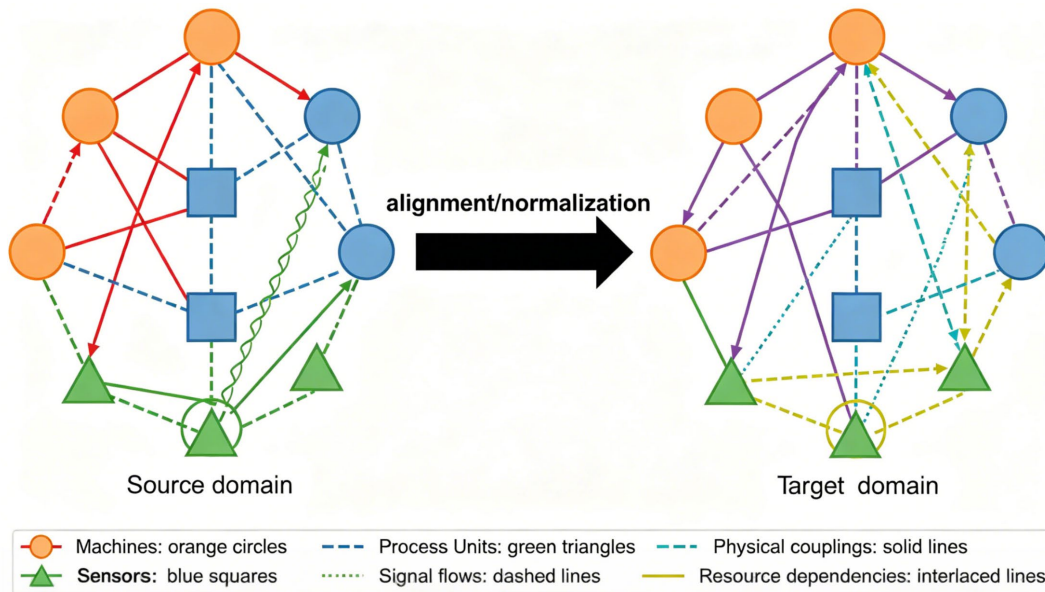 alignment/normalization
Source domain
Target domain
Machines: orange circles
Process Units: green triangles
Physical couplings: solid lines
Sensors: blue squares
Signal flows: dashed lines
Resource dependencies: interlaced lines